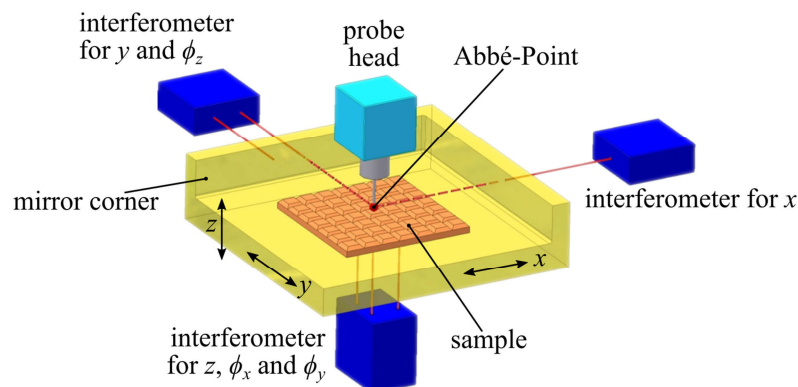 interferometer
for y and ϕz
probe
head
Abbé-Point
mirror corner
interferometer for x
z
y
x
interferometer
for z, ϕx and ϕy
sample